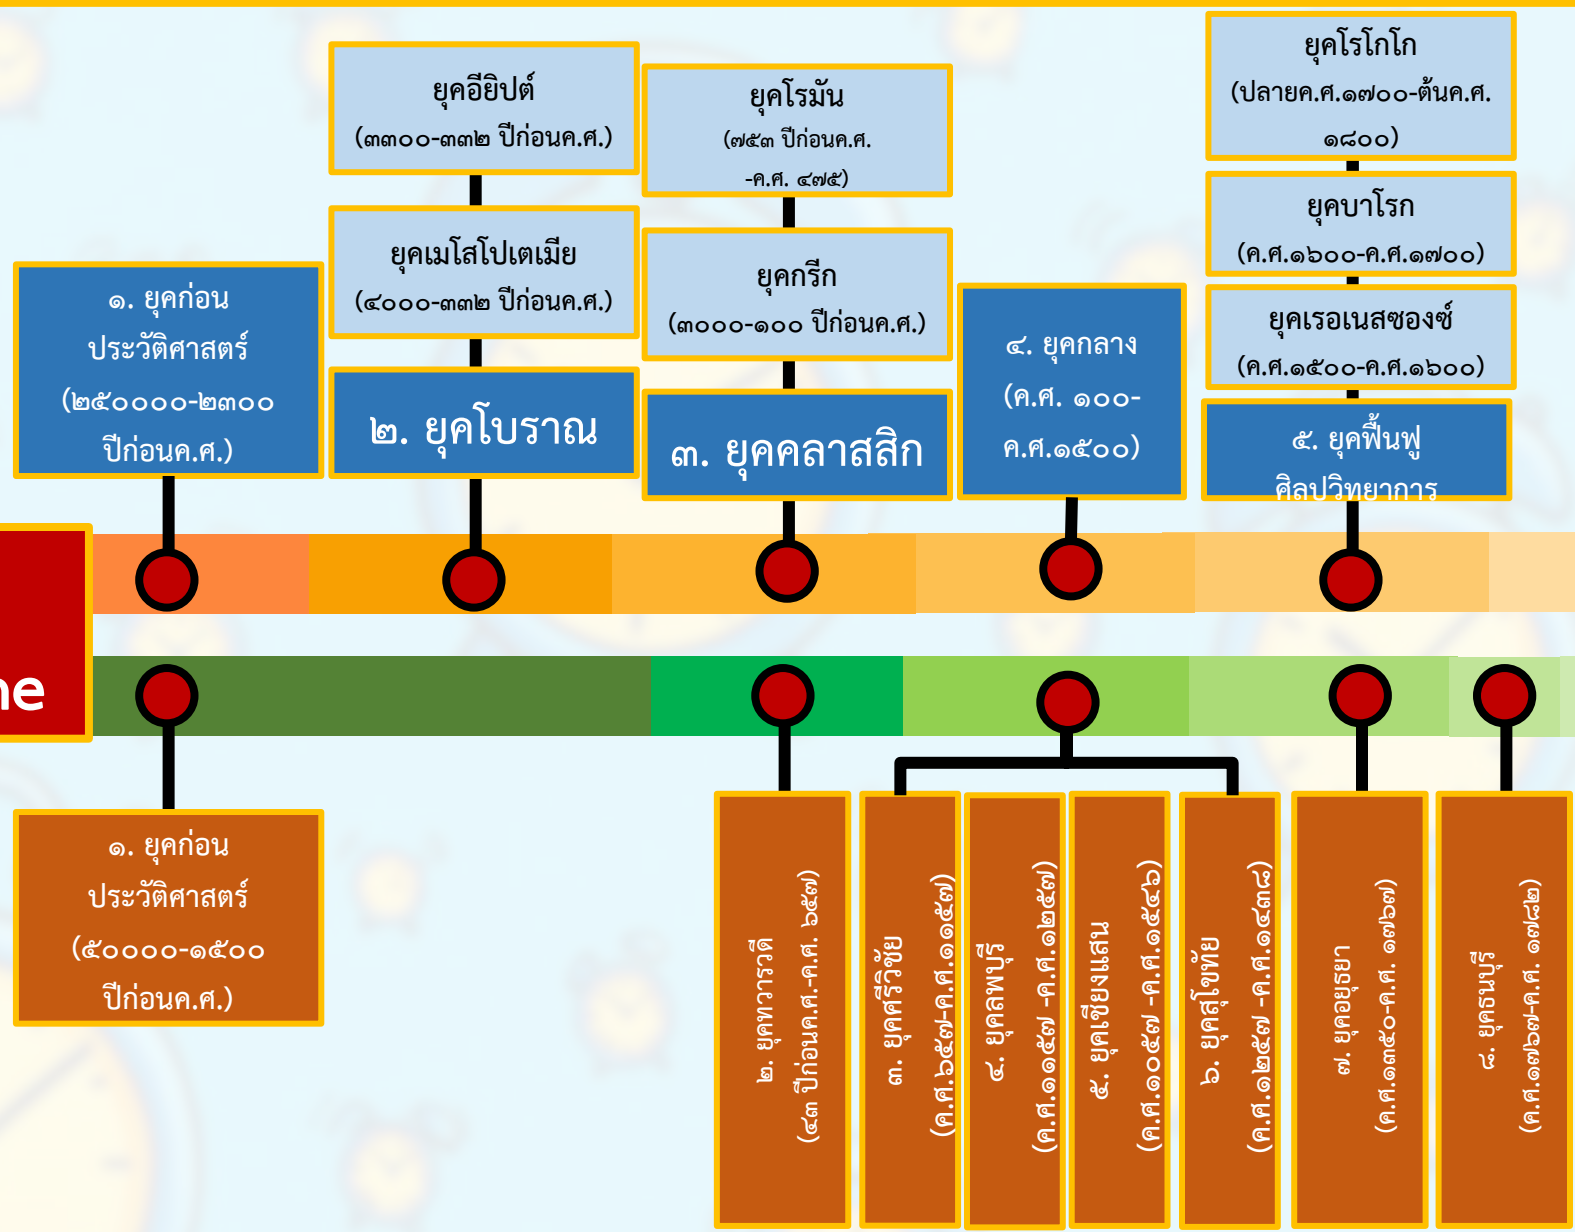 ยุคโรโกโก
(ปลายค.ศ.๑๗๐๐-ต้นค.ศ.
๑๘๐๐)
ยุคอียิปต์
(๓๓๐๐-๓๓๒ ปีก่อนค.ศ.)
ยุคโรมัน
(๗๕๓ ปีก่อนค.ศ.
-ค.ศ. ๔๗๕)
ยุคบาโรก
(ค.ศ.๑๖๐๐-ค.ศ.๑๗๐๐)
ยุคเมโสโปเตเมีย
(๔๐๐๐-๓๓๒ ปีก่อนค.ศ.)
ยุคกรีก
(๓๐๐๐-๑๐๐ ปีก่อนค.ศ.)
ยุคเรอเนสซองซ์
(ค.ศ.๑๕๐๐-ค.ศ.๑๖๐๐)
๑. ยุคก่อน
ประวัติศาสตร์
(๒๕๐๐๐๐-๒๓๐๐
ปีก่อนค.ศ.)
๒. ยุคโบราณ
๓. ยุคคลาสสิก
๔. ยุคกลาง
(ค.ศ. ๑๐๐-
ค.ศ.๑๕๐๐)
๕. ยุคฟื้นฟู
ศิลปวิทยาการ
ne
๑. ยุคก่อน
ประวัติศาสตร์
(๕๐๐๐๐-๑๕๐๐
ปีก่อนค.ศ.)
๒. ยุคทวารวดี
(๔๓ ปีก่อนค.ศ.-ค.ศ. ๖๕๗)
๓. ยุคศรีวิชัย
(ค.ศ.๖๕๗-ค.ศ.๑๑๕๗)
๔. ยุคลพบุรี
(ค.ศ.๑๑๕๗ -ค.ศ.๑๒๕๗)
๕. ยุคเชียงแสน
(ค.ศ.๑๐๕๗ -ค.ศ.๑๕๔๖)
๖. ยุคสุโขทัย
(ค.ศ.๑๒๕๗ -ค.ศ.๑๔๓๘)
๗. ยุคอยุธยา
(ค.ศ.๑๓๕๐-ค.ศ. ๑๗๖๗)
๘. ยุคธนบุรี
(ค.ศ.๑๗๖๗-ค.ศ. ๑๗๘๒)